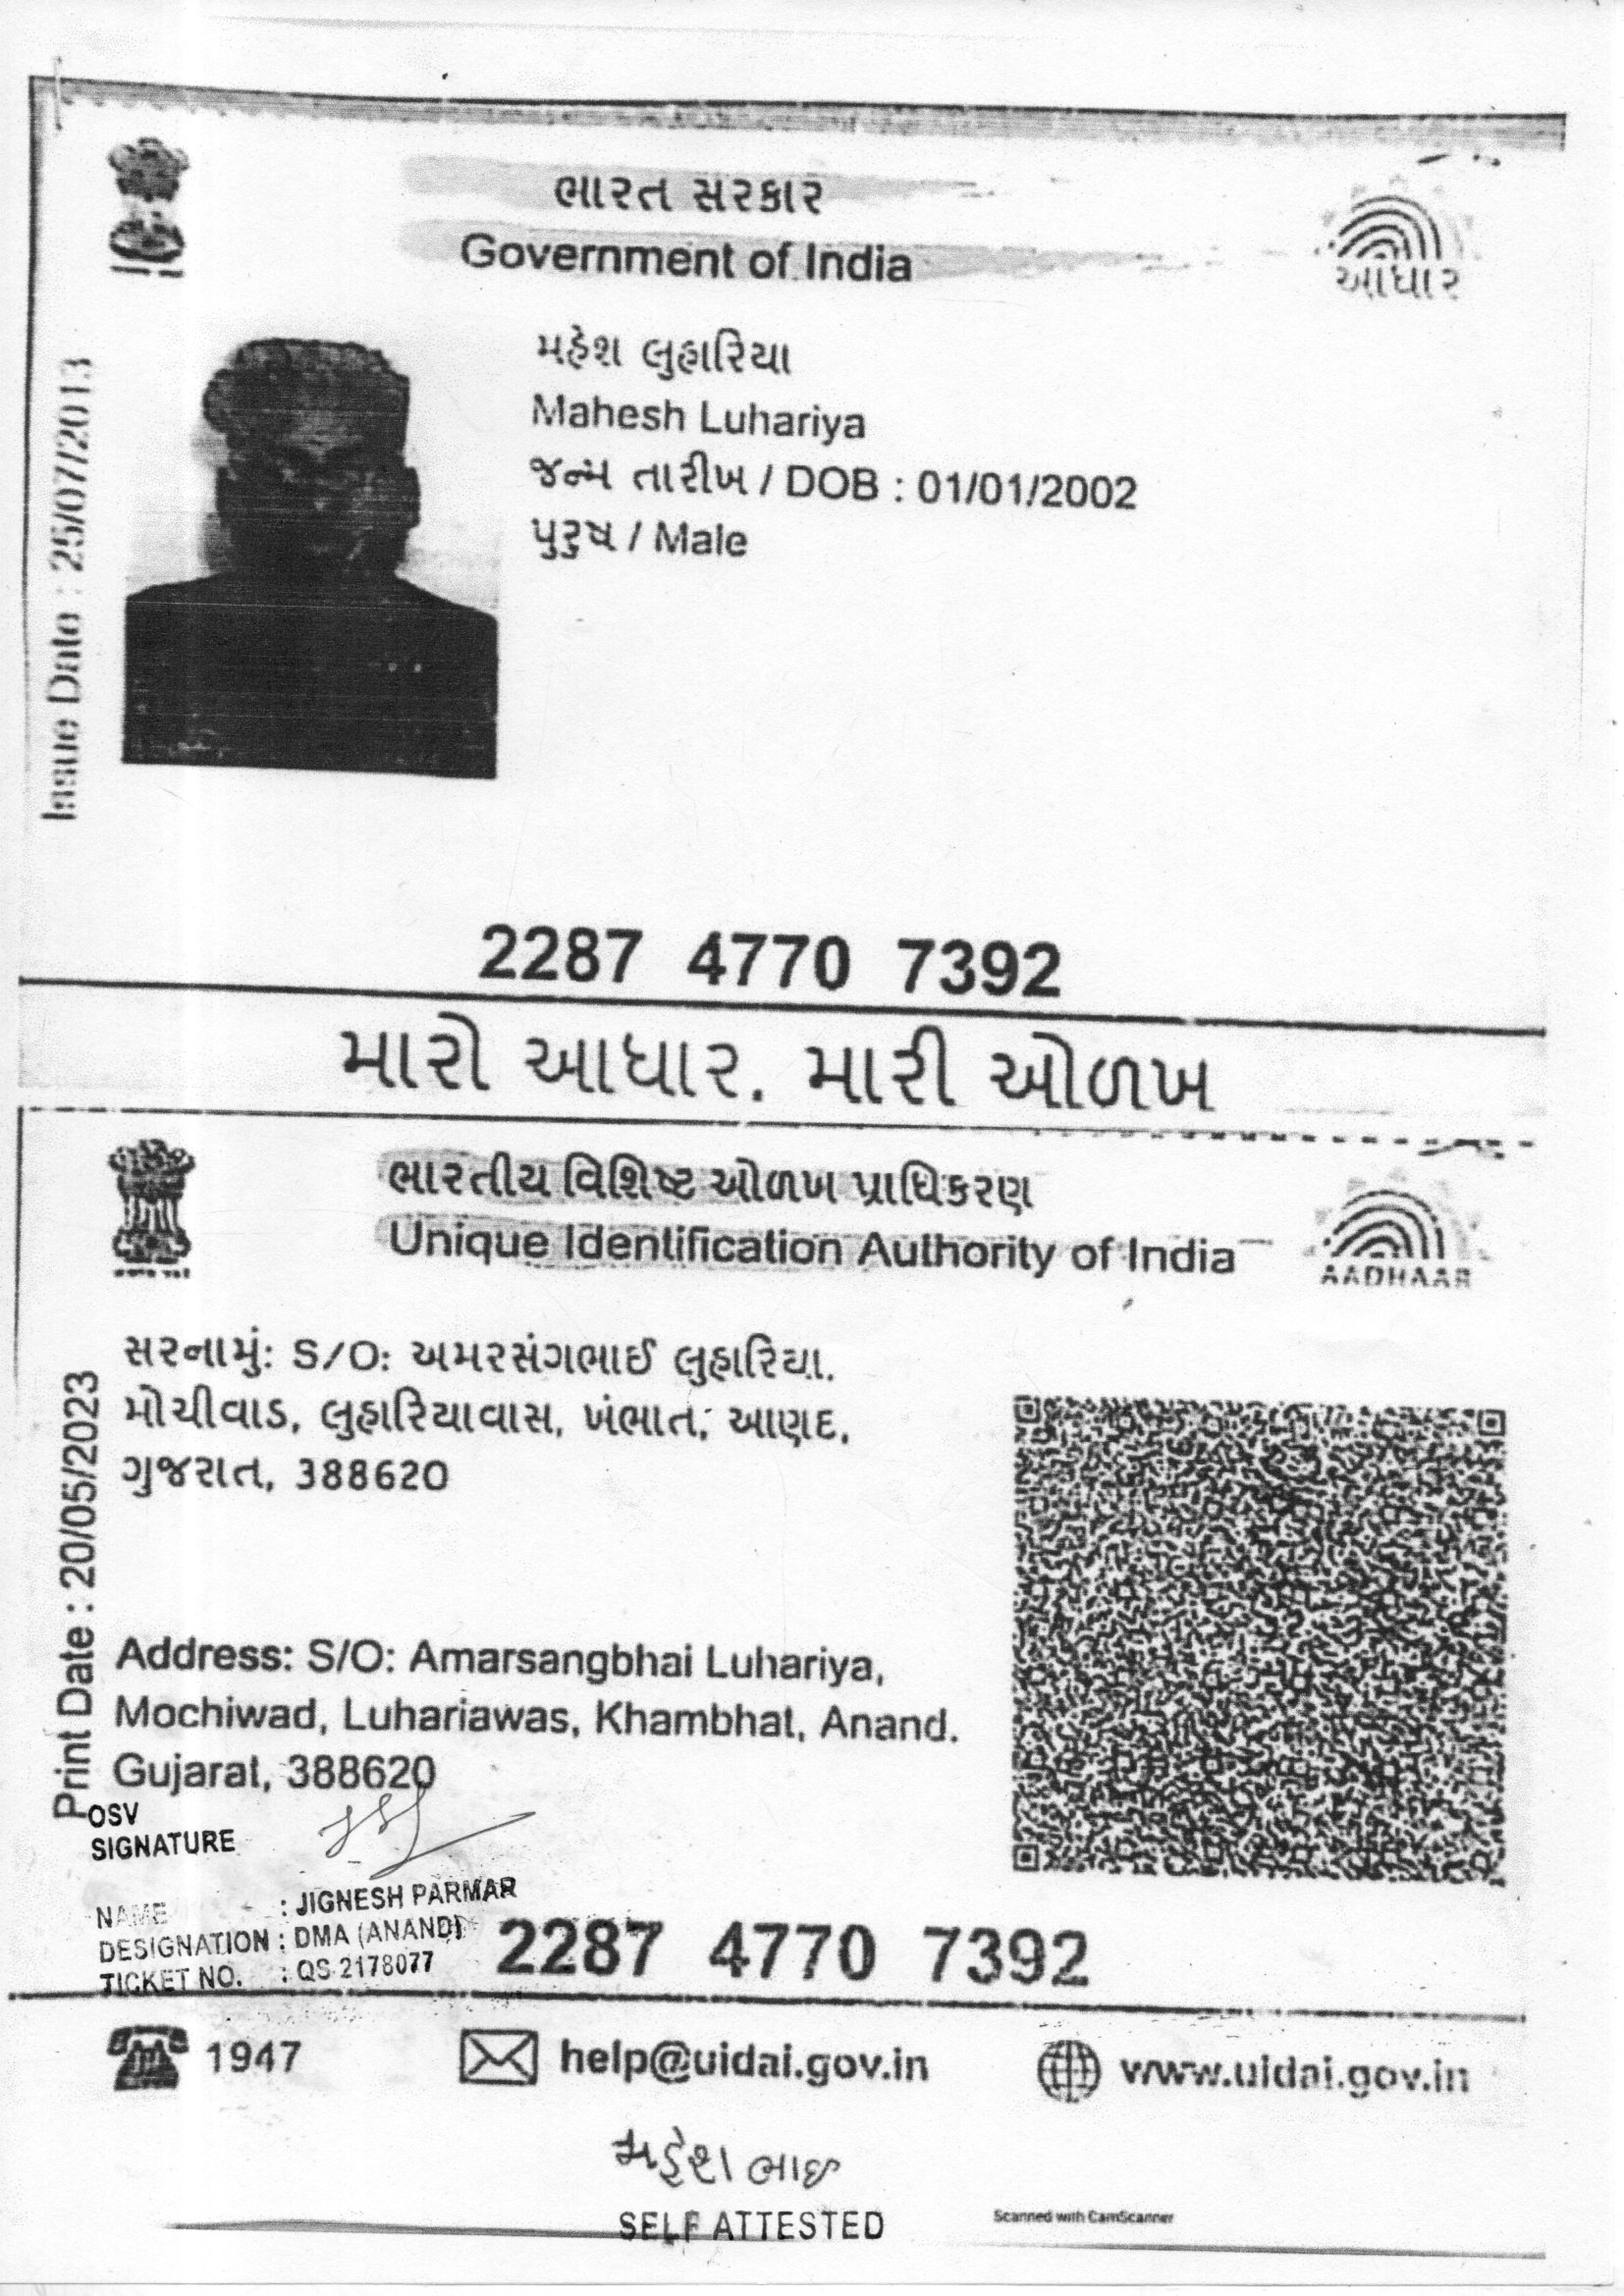 ભારત સરકાર
Government of India
આધાર
Issue Date : 25/07/2013
મહેશ લુહારિયા
Mahesh Luhariya
જન્મ તારીખ / DOB : 01/01/2002
પુરુષ / Male
2287 4770 7392
મારો આધાર. મારી ઓળખ
ભારતીય વિશિષ્ટ ઓળખ પ્રાધિકરણ
Unique Identification Authority of India
AADHAAR
Print Date : 20/05/2023
સરનામું: S/O: અમરસંગભાઈ લુહારિયા,
મોચીવાડ, લુહારિયાવાસ, ખંભાત, આણદ,
ગુજરાત, 388620
Address: S/O: Amarsangbhai Luhariya,
Mochiwad, Luhariawas, Khambhat, Anand.
Gujarat, 388620
OSV
SIGNATURE
NAME : JIGNESH PARMAR
DESIGNATION : DMA (ANAND)
TICKET NO. : QS 2178077
2287 4770 7392
1947
help@uidai.gov.in
www.uidai.gov.in
મહેશ ભાઇ
SELF ATTESTED
Scanned with CamScanner